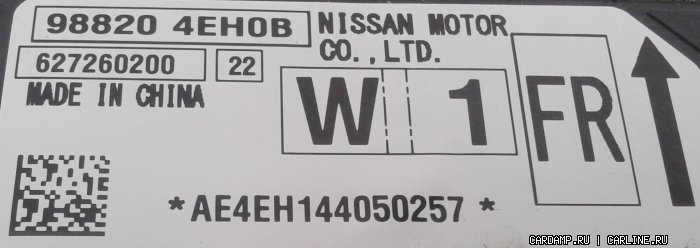 98820 4EH0B
NISSAN MOTOR
CO.,LTD.
627260200
22
MADE IN CHINA
W 1
FR
*AE4EH144050257*
CARDAMP.RU | CARLINE.RU